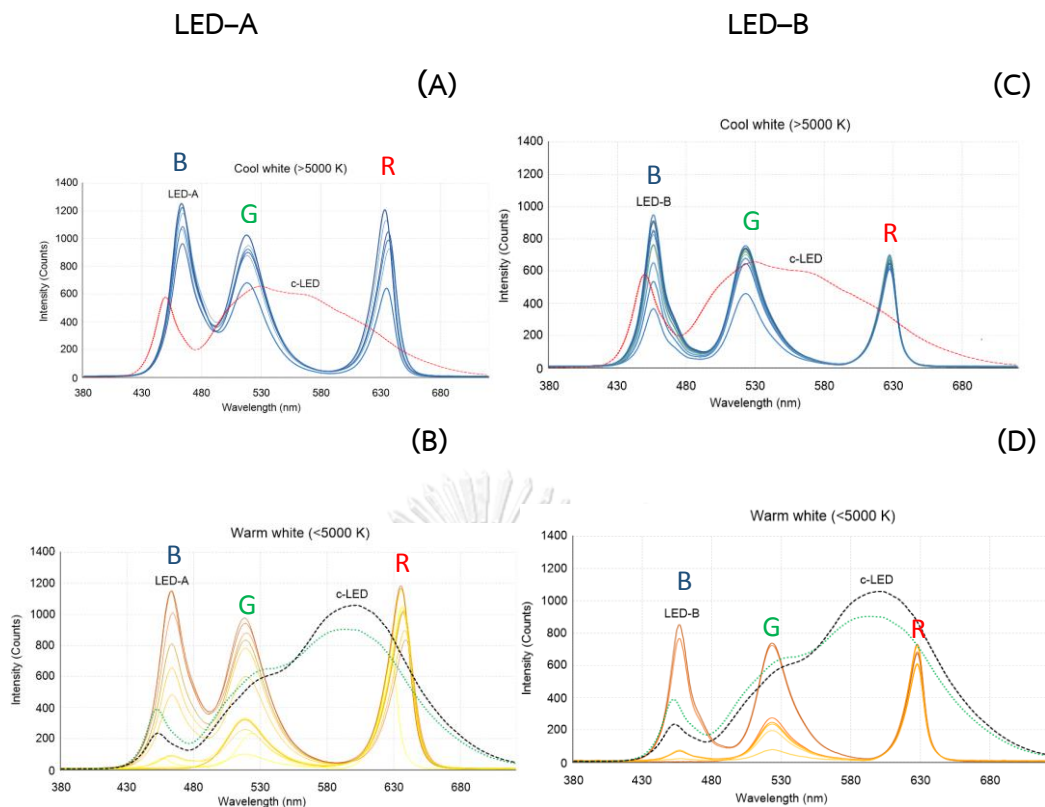 LED–A
LED–B
(A)
Cool white (>5000 K)
B
G
R
LED-A
c-LED
Intensity (Counts)
1400
1200
1000
800
600
400
200
0
380 430 480 530 580 630 680
Wavelength (nm)
(C)
Cool white (>5000 K)
B
G
R
LED-B
c-LED
Intensity (Counts)
1400
1200
1000
800
600
400
200
0
380 430 480 530 580 630 680
Wavelength (nm)
(B)
Warm white (<5000 K)
B
G
R
LED-A
c-LED
Intensity (Counts)
1400
1200
1000
800
600
400
200
0
380 430 480 530 580 630 680
Wavelength (nm)
(D)
Warm white (<5000 K)
B
G
R
LED-B
c-LED
Intensity (Counts)
1400
1200
1000
800
600
400
200
0
380 430 480 530 580 630 680
Wavelength (nm)